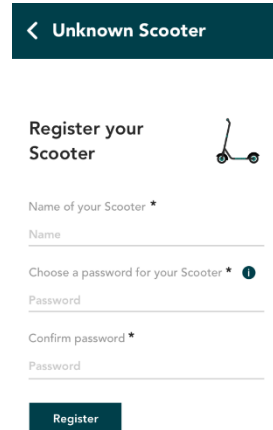 Unknown Scooter
Register your
Scooter
Name of your Scooter *
Name
Choose a password for your Scooter * i
Password
Confirm password *
Password
Register